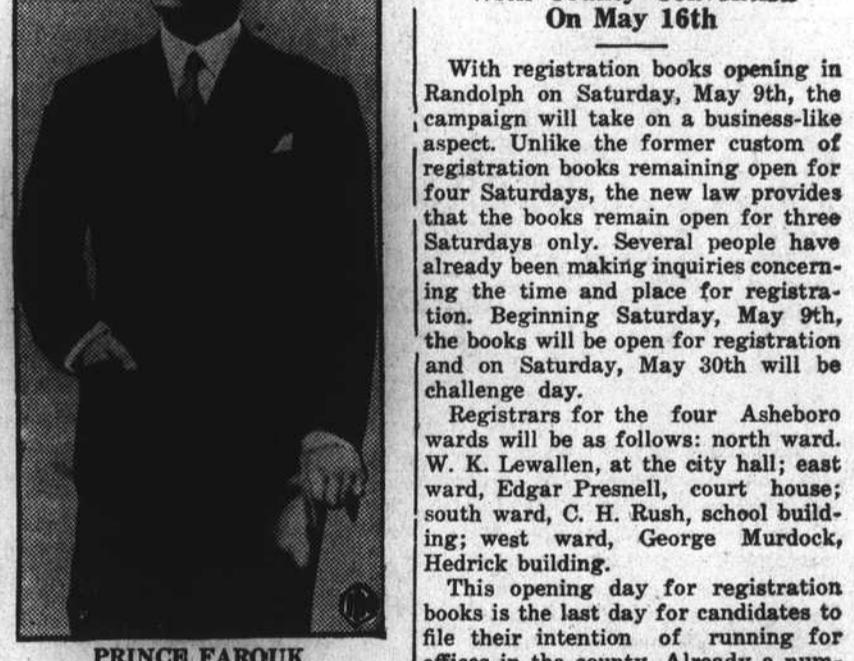 PRINCE FAROUK
On May 16th
With registration books opening in
Randolph on Saturday, May 9th, the
campaign will take on a business-like
aspect. Unlike the former custom of
registration books remaining open for
four Saturdays, the new law provides
that the books remain open for three
Saturdays only. Several people have
already been making inquiries concern-
ing the time and place for registra-
tion. Beginning Saturday, May 9th,
the books will be open for registration
and on Saturday, May 30th will be
challenge day.
Registrars for the four Asheboro
wards will be as follows: north ward.
W. K. Lewallen, at the city hall; east
ward, Edgar Presnell, court house;
south ward, C. H. Rush, school build-
ing; west ward, George Murdock,
Hedrick building.
This opening day for registration
books is the last day for candidates to
file their intention of running for
offices in the county. Already a num-